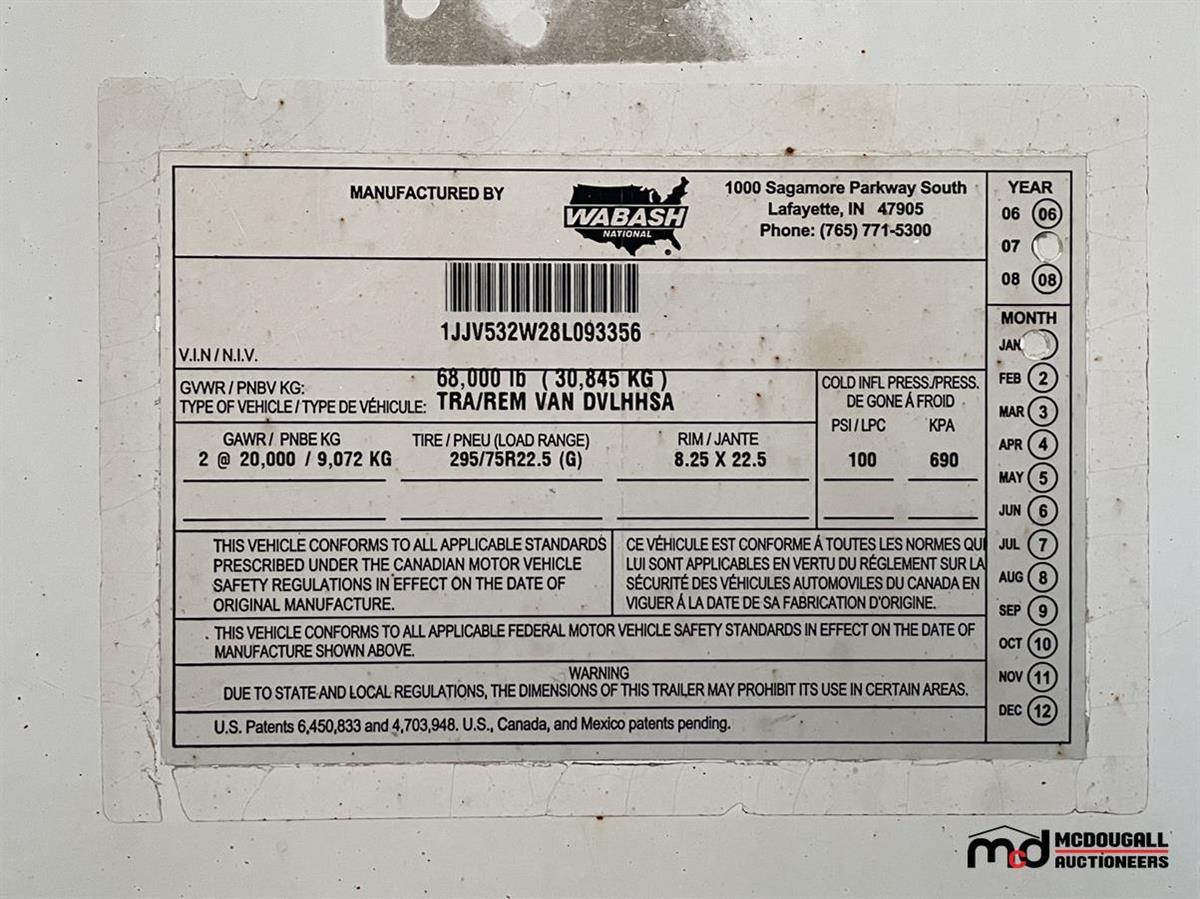 MANUFACTURED BY
WABASH
NATIONAL
1000 Sagamore Parkway South
Lafayette, IN 47905
Phone: (765) 771-5300
YEAR
06 06
07
08 08
1JJV532W28L093356
V.I.N / N.I.V.
GVWR / PNBV KG: 68,000 lb ( 30,845 KG )
TYPE OF VEHICLE / TYPE DE VÉHICULE: TRA/REM VAN DVLHHSA
COLD INFL PRESS./PRESS.
DE GONE Á FROID
PSI / LPC KPA
GAWR / PNBE KG TIRE / PNEU (LOAD RANGE) RIM / JANTE
2 @ 20,000 / 9,072 KG 295/75R22.5 (G) 8.25 X 22.5 100 690
MONTH
JAN
FEB 2
MAR 3
APR 4
MAY 5
JUN 6
JUL 7
AUG 8
SEP 9
OCT 10
NOV 11
DEC 12
THIS VEHICLE CONFORMS TO ALL APPLICABLE STANDARDS
PRESCRIBED UNDER THE CANADIAN MOTOR VEHICLE
SAFETY REGULATIONS IN EFFECT ON THE DATE OF
ORIGINAL MANUFACTURE.
CE VÉHICULE EST CONFORME Á TOUTES LES NORMES QUI
LUI SONT APPLICABLES EN VERTU DU RÉGLEMENT SUR LA
SÉCURITÉ DES VÉHICULES AUTOMOVILES DU CANADA EN
VIGUER Á LA DATE DE SA FABRICATION D'ORIGINE.
THIS VEHICLE CONFORMS TO ALL APPLICABLE FEDERAL MOTOR VEHICLE SAFETY STANDARDS IN EFFECT ON THE DATE OF
MANUFACTURE SHOWN ABOVE.
WARNING
DUE TO STATE AND LOCAL REGULATIONS, THE DIMENSIONS OF THIS TRAILER MAY PROHIBIT ITS USE IN CERTAIN AREAS.
U.S. Patents 6,450,833 and 4,703,948. U.S., Canada, and Mexico patents pending.
mcd MCDOUGALL
AUCTIONEERS